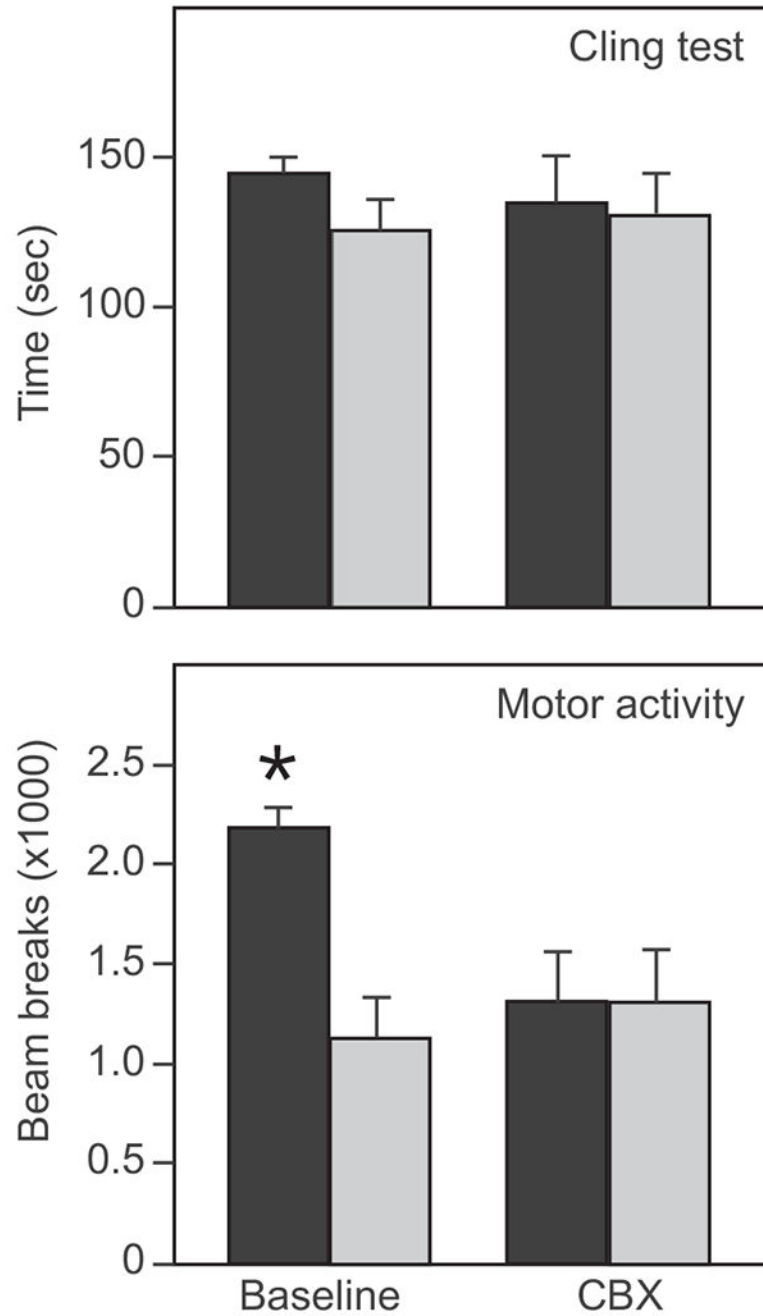 Cling test
Time (sec)
150
100
50
0
Motor activity
*
Beam breaks (x1000)
2.5
2.0
1.5
1.0
0.5
0
Baseline
CBX